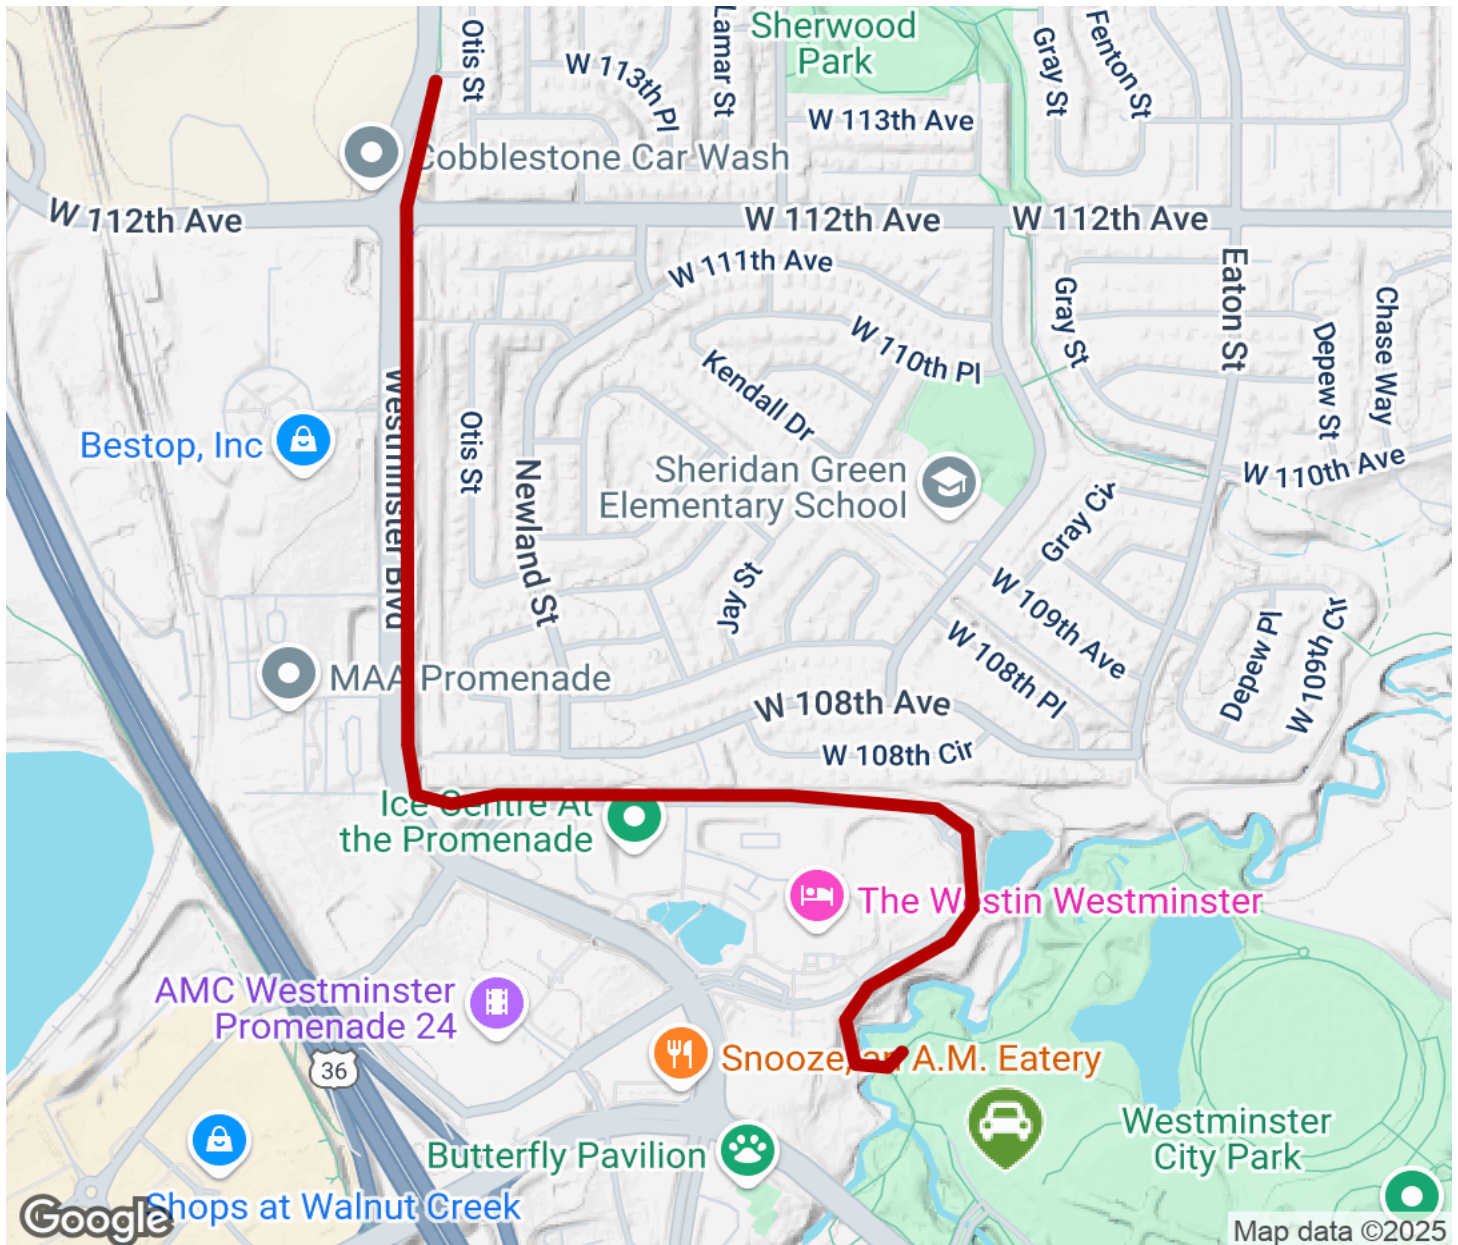 Otis St
W 113th Pl
Lamar St
Sherwood
Park
Gray St
Fenton St
W 113th Ave
Cobblestone Car Wash
W 112th Ave
W 112th Ave
W 112th Ave
W 111th Ave
Eaton St
Gray St
Chase Way
W 110th Pl
Depew St
Kendall Dr
Westminster Blvd
Otis St
Bestop, Inc
Newland St
Sheridan Green
Elementary School
W 110th Ave
Gray Cir
Jay St
W 109th Ave
W 108th Pl
Depew Pl
W 109th Cir
MAA Promenade
W 108th Ave
W 108th Cir
Ice Centre At
the Promenade
The Westin Westminster
AMC Westminster
Promenade 24
36
Snooze, an A.M. Eatery
Westminster
City Park
Butterfly Pavilion
Shops at Walnut Creek
Google
Map data ©2025